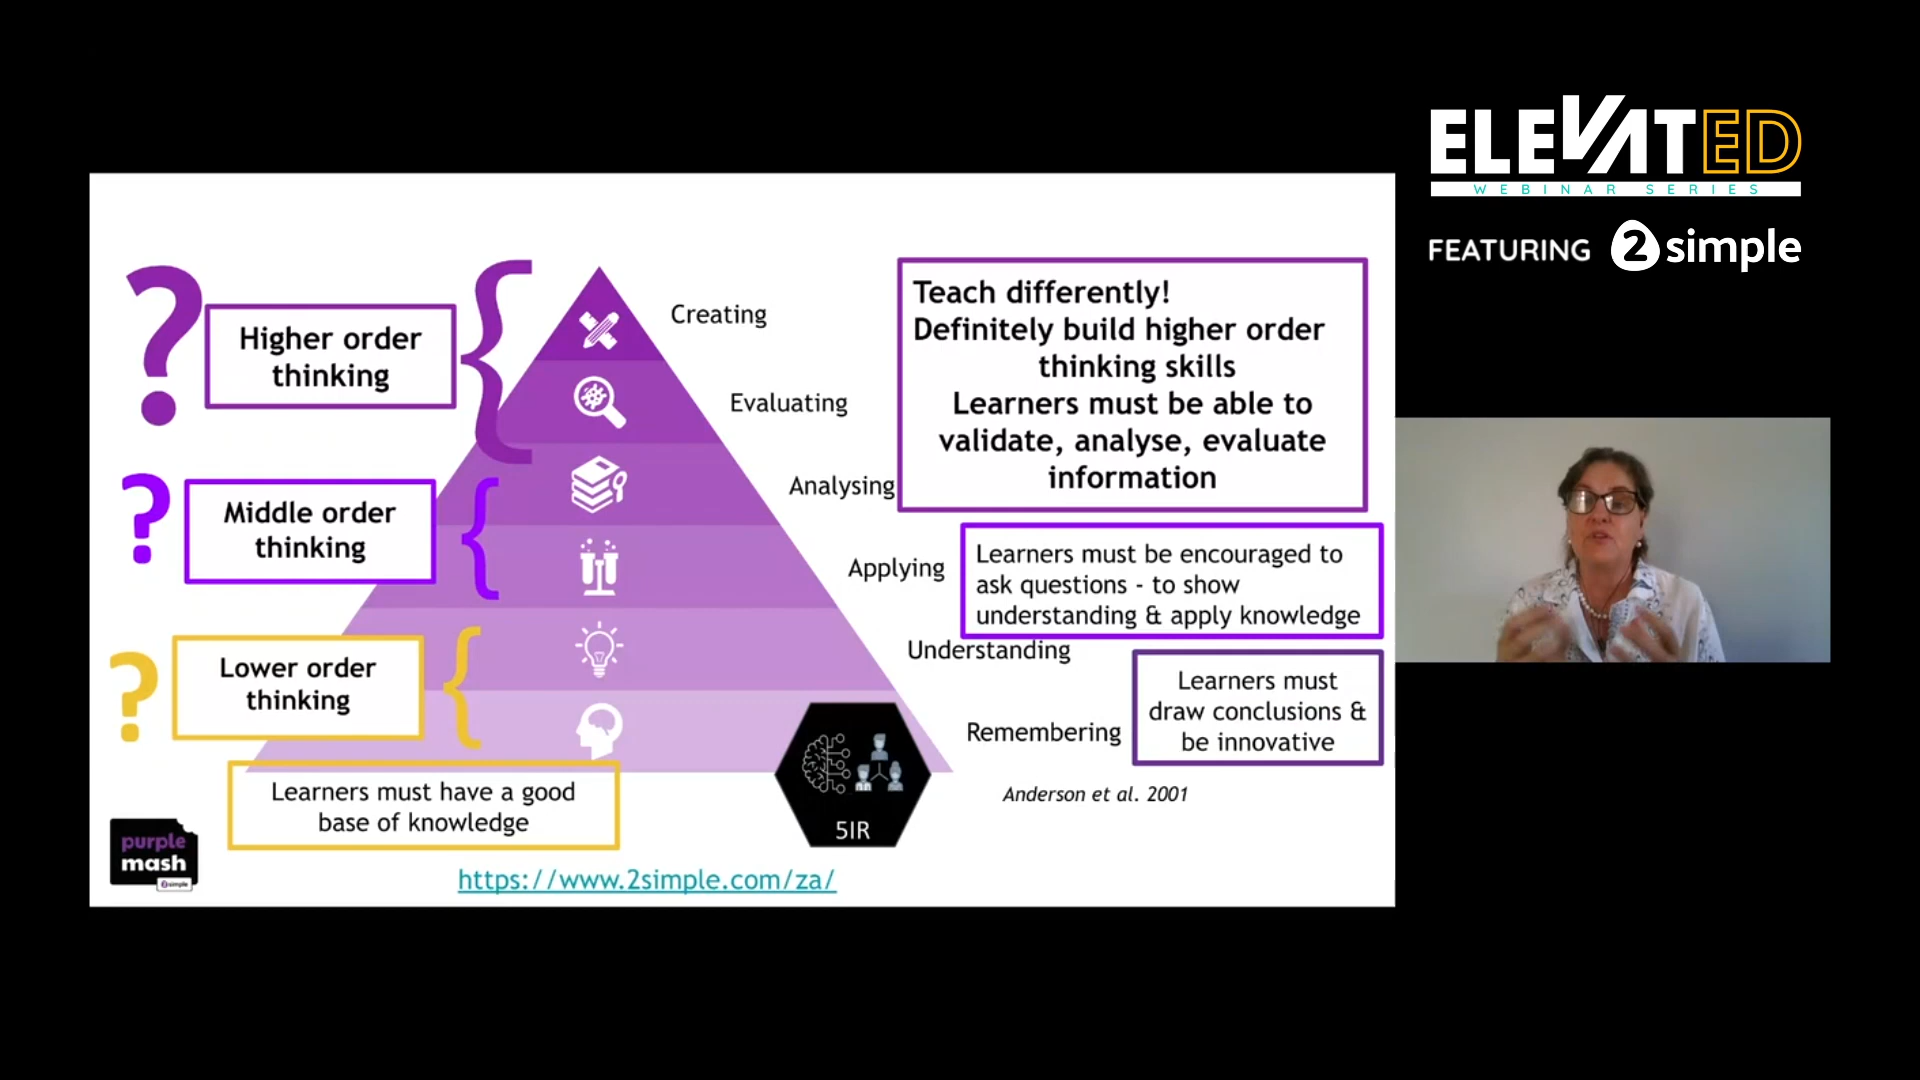 ELEVATED
WEBINAR SERIES
FEATURING 2simple
?
Higher order
thinking
{
Creating
Evaluating
Analysing
Teach differently!
Definitely build higher order
thinking skills
Learners must be able to
validate, analyse, evaluate
information
?
Middle order
thinking
{
Applying
Learners must be encouraged to
ask questions - to show
understanding & apply knowledge
?
Lower order
thinking
{
Understanding
Remembering
Learners must
draw conclusions &
be innovative
Learners must have a good
base of knowledge
5IR
Anderson et al. 2001
purple
mash
2simple
https://www.2simple.com/za/